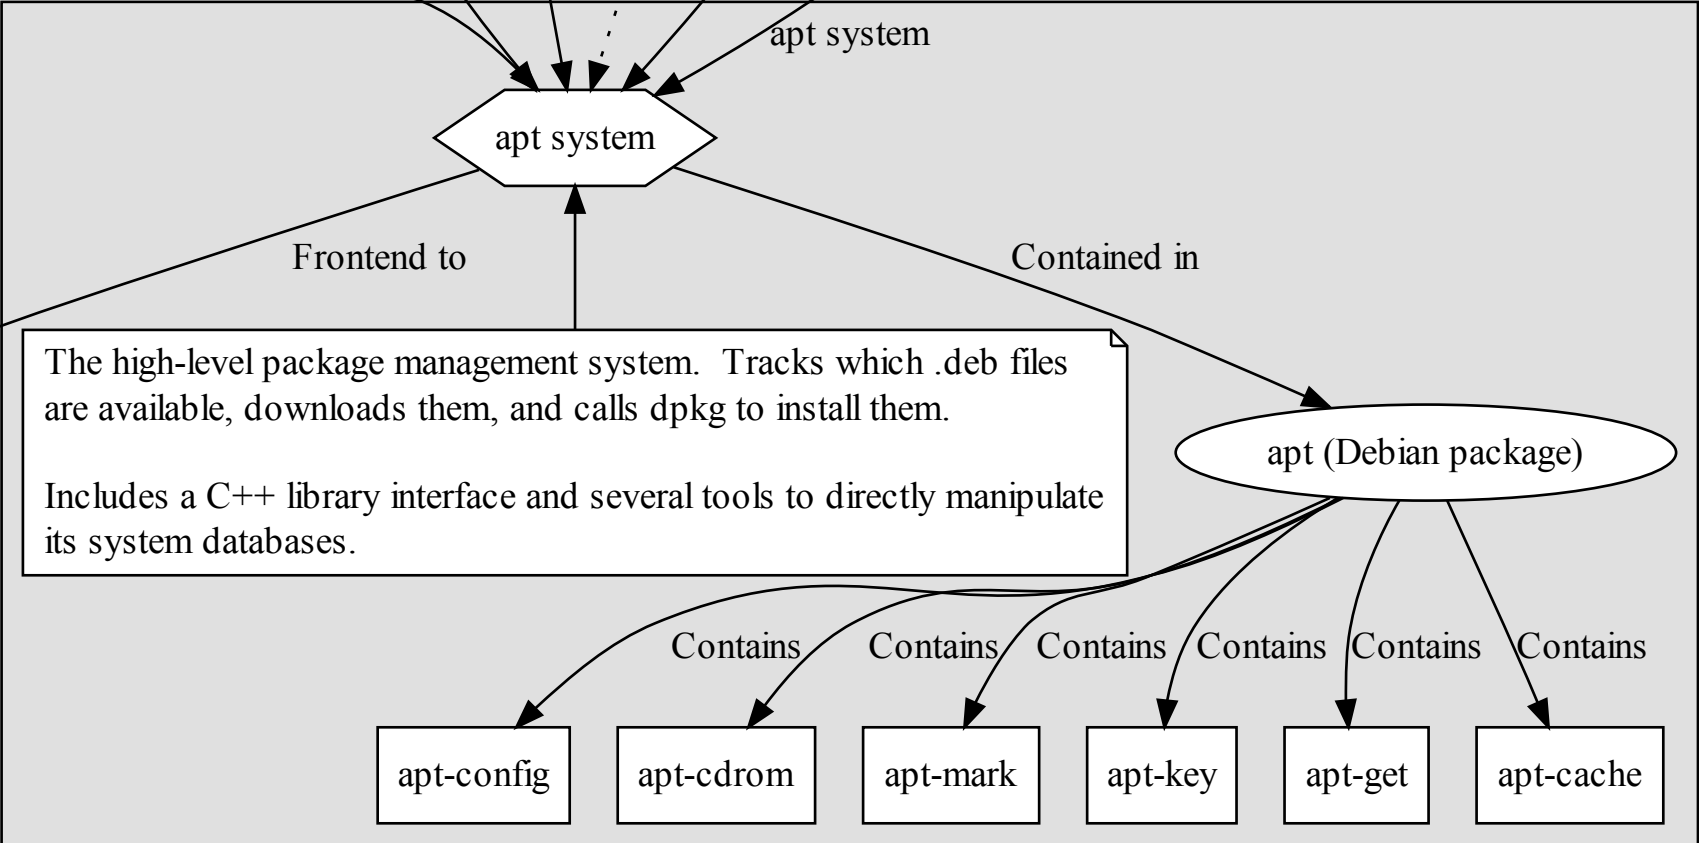 apt system
apt system
Frontend to
Contained in
The high-level package management system.  Tracks which .deb files
are available, downloads them, and calls dpkg to install them.
Includes a C++ library interface and several tools to directly manipulate
its system databases.
apt (Debian package)
Contains
Contains
Contains
Contains
Contains
Contains
apt-config
apt-cdrom
apt-mark
apt-key
apt-get
apt-cache